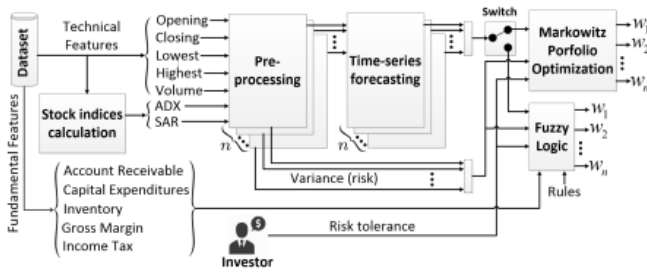 Dataset
Technical
Features
Fundamental Features
Stock indices
calculation
Opening
Closing
Lowest
Highest
Volume
ADX
SAR
Account Receivable
Capital Expenditures
Inventory
Gross Margin
Income Tax
Pre-
processing
n
Time-series
forecasting
n
Variance (risk)
Investor
Risk tolerance
Switch
Markowitz
Porfolio
Optimization
w1
w2
wn
Fuzzy
Logic
w1
w2
wn
Rules